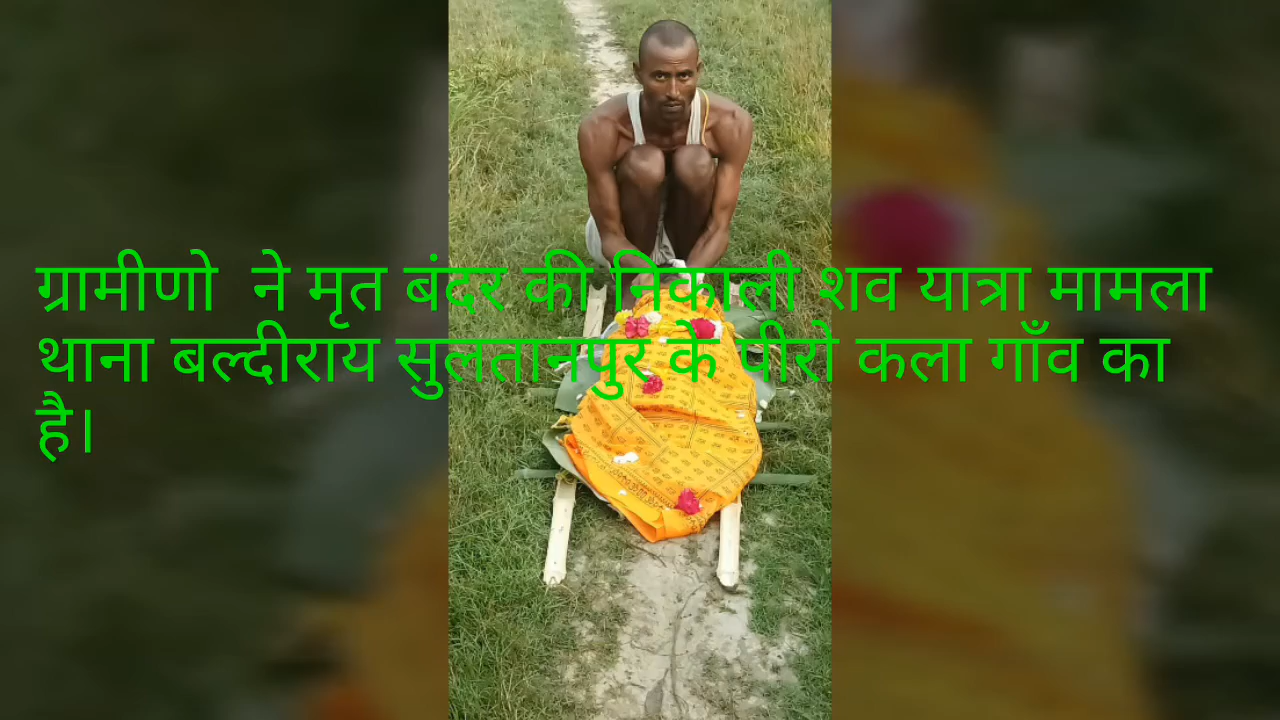 ग्रामीणो  ने मृत बंदर की निकाली शव यात्रा मामला
थाना बल्दीराय सुलतानपुर के पीरो कला गाँव का
है।